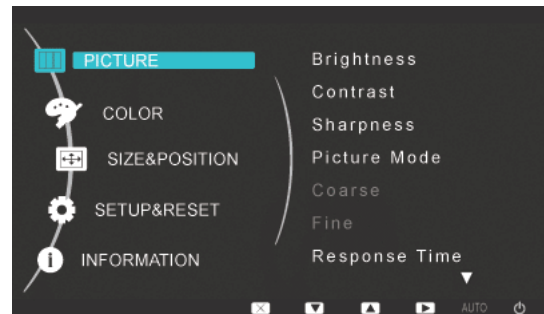 PICTURE
COLOR
SIZE&POSITION
SETUP&RESET
INFORMATION
Brightness
Contrast
Sharpness
Picture Mode
Coarse
Fine
Response Time
AUTO